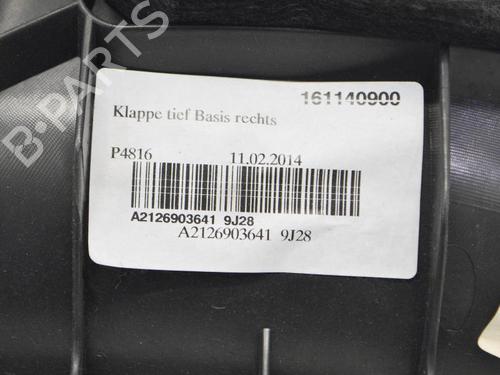 B-PARTS
161140900
Klappe tief Basis rechts
P4816 11.02.2014
A2126903641 9J28
A2126903641 9J28